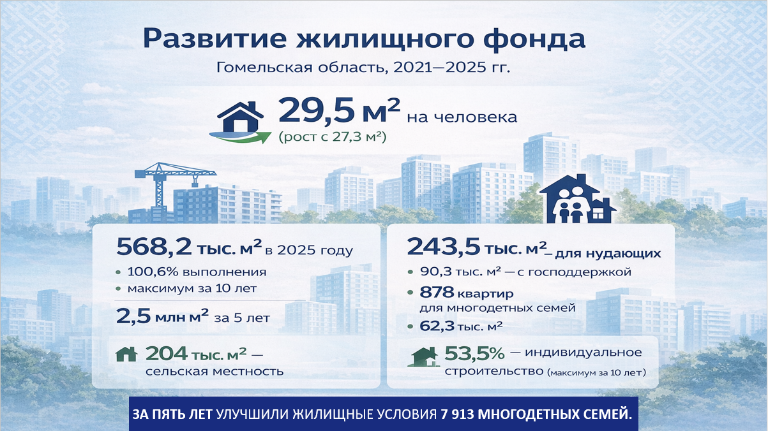 Развитие жилищного фонда
Гомельская область, 2021—2025 гг.
29,5 м² на человека
(рост с 27,3 м²)
568,2 тыс. м² в 2025 году
• 100,6% выполнения
• максимум за 10 лет
2,5 млн м² за 5 лет
204 тыс. м² —
сельская местность
243,5 тыс. м² – для нудающих
• 90,3 тыс. м² — с господдержкой
• 878 квартир
для многодетных семей
• 62,3 тыс. м²
53,5% — индивидуальное
строительство (максимум за 10 лет)
ЗА ПЯТЬ ЛЕТ УЛУЧШИЛИ ЖИЛИЩНЫЕ УСЛОВИЯ 7 913 МНОГОДЕТНЫХ СЕМЕЙ.